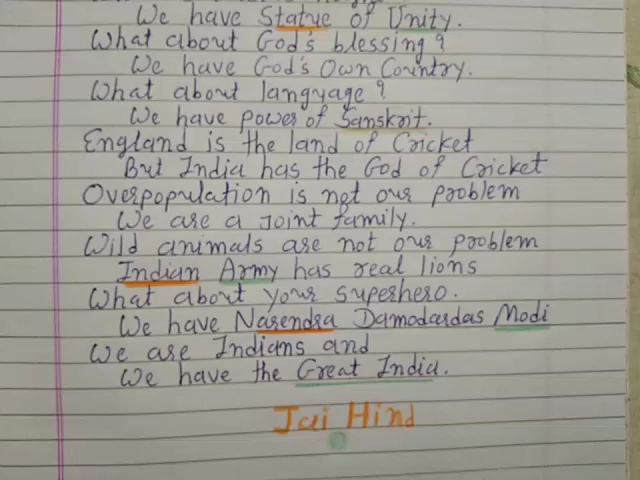 We have Statue of Unity.
What about God's blessing?
We have God's Own Country.
What about language?
We have power of Sanskrit.
England is the land of Cricket
But India has the God of Cricket
Overpopulation is not our problem
We are a joint family.
Wild animals are not our problem
Indian Army has real lions
What about your superhero.
We have Narendra Damodardas Modi
We are Indians and
We have the Great India.
Jai Hind